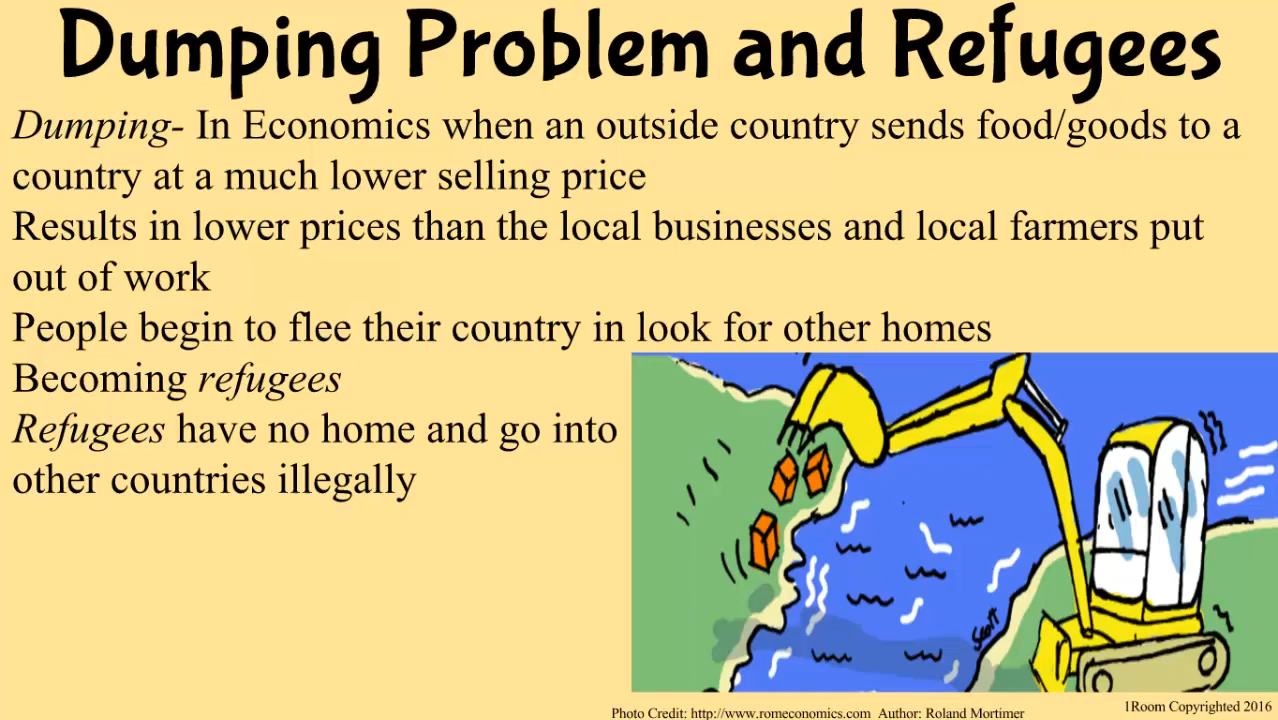 Dumping Problem and Refugees
Dumping- In Economics when an outside country sends food/goods to a
country at a much lower selling price
Results in lower prices than the local businesses and local farmers put
out of work
People begin to flee their country in look for other homes
Becoming refugees
Refugees have no home and go into
other countries illegally
Scott
Photo Credit: http://www.romeconomics.com Author: Roland Mortimer
1Room Copyrighted 2016